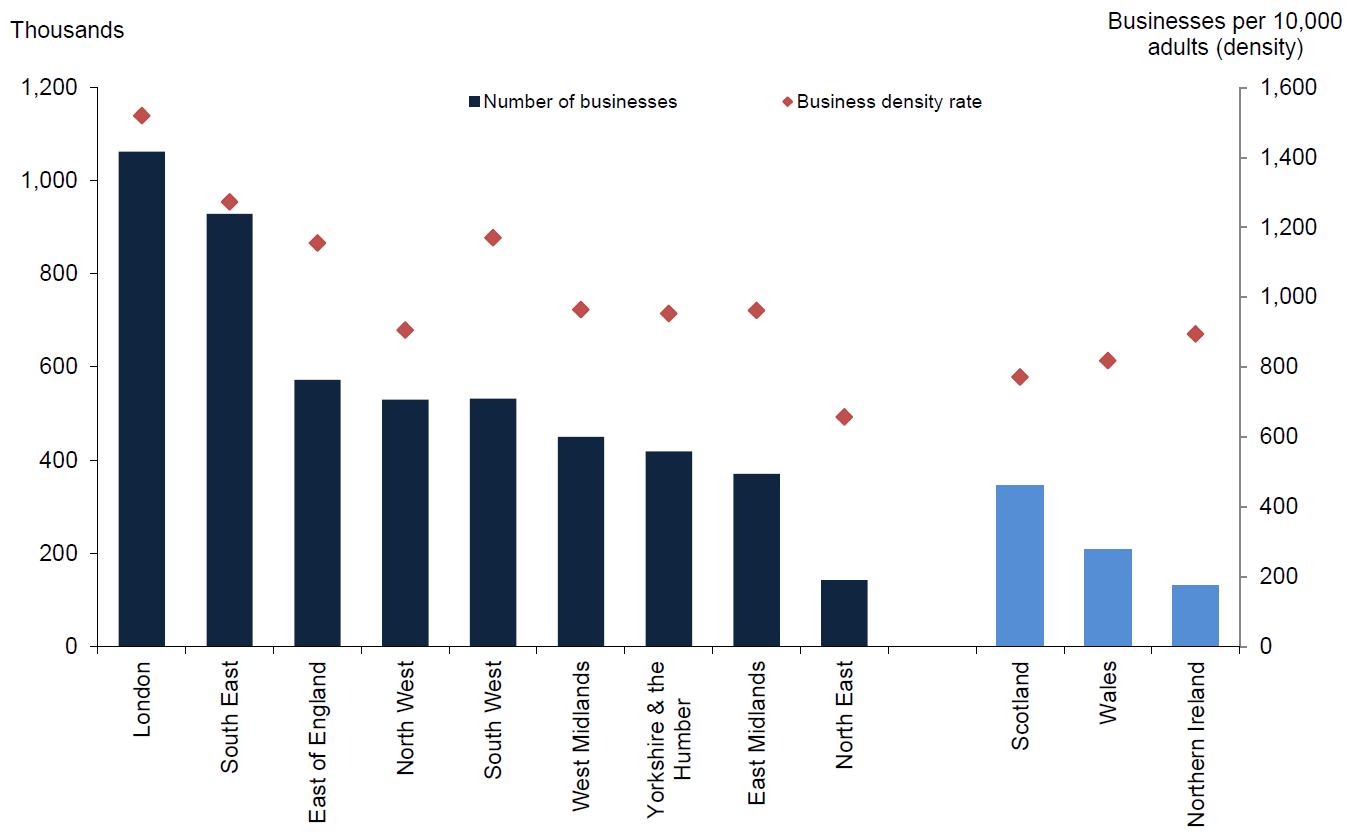 Thousands
Businesses per 10,000
adults (density)
1,200
1,000
800
600
400
200
0
Number of businesses
Business density rate
1,600
1,400
1,200
1,000
800
600
400
200
0
London
South East
East of England
North West
South West
West Midlands
Yorkshire & the
Humber
East Midlands
North East
Scotland
Wales
Northern Ireland